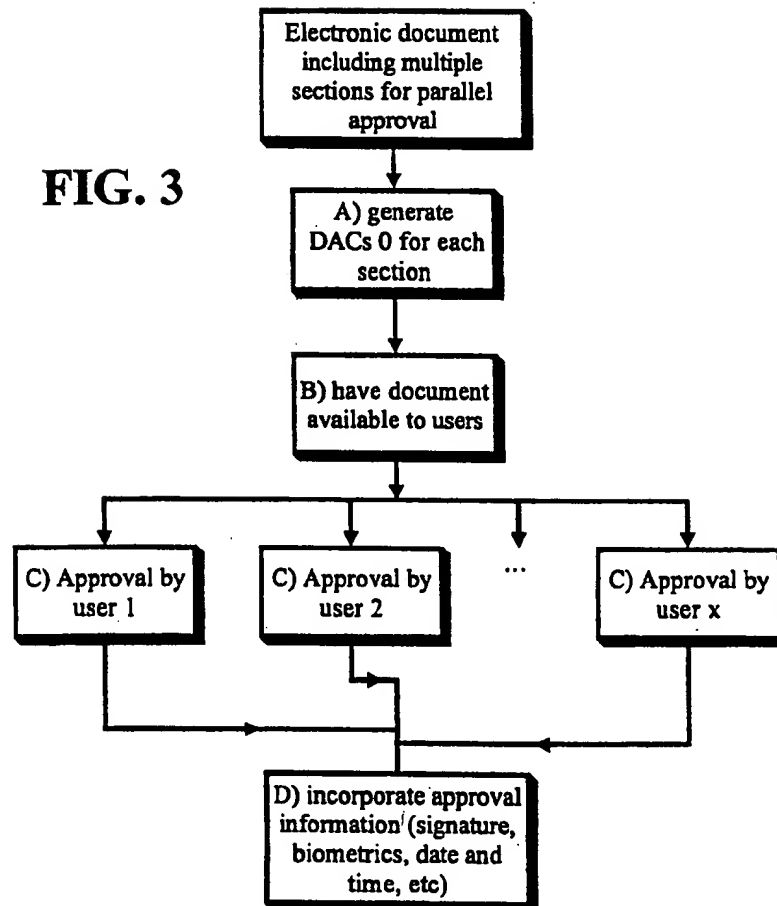 Electronic document
including multiple
sections for parallel
approval
FIG. 3
A) generate
DACs 0 for each
section
B) have document
available to users
C) Approval by
user 1
C) Approval by
user 2
...
C) Approval by
user x
D) incorporate approval
information (signature,
biometrics, date and
time, etc)